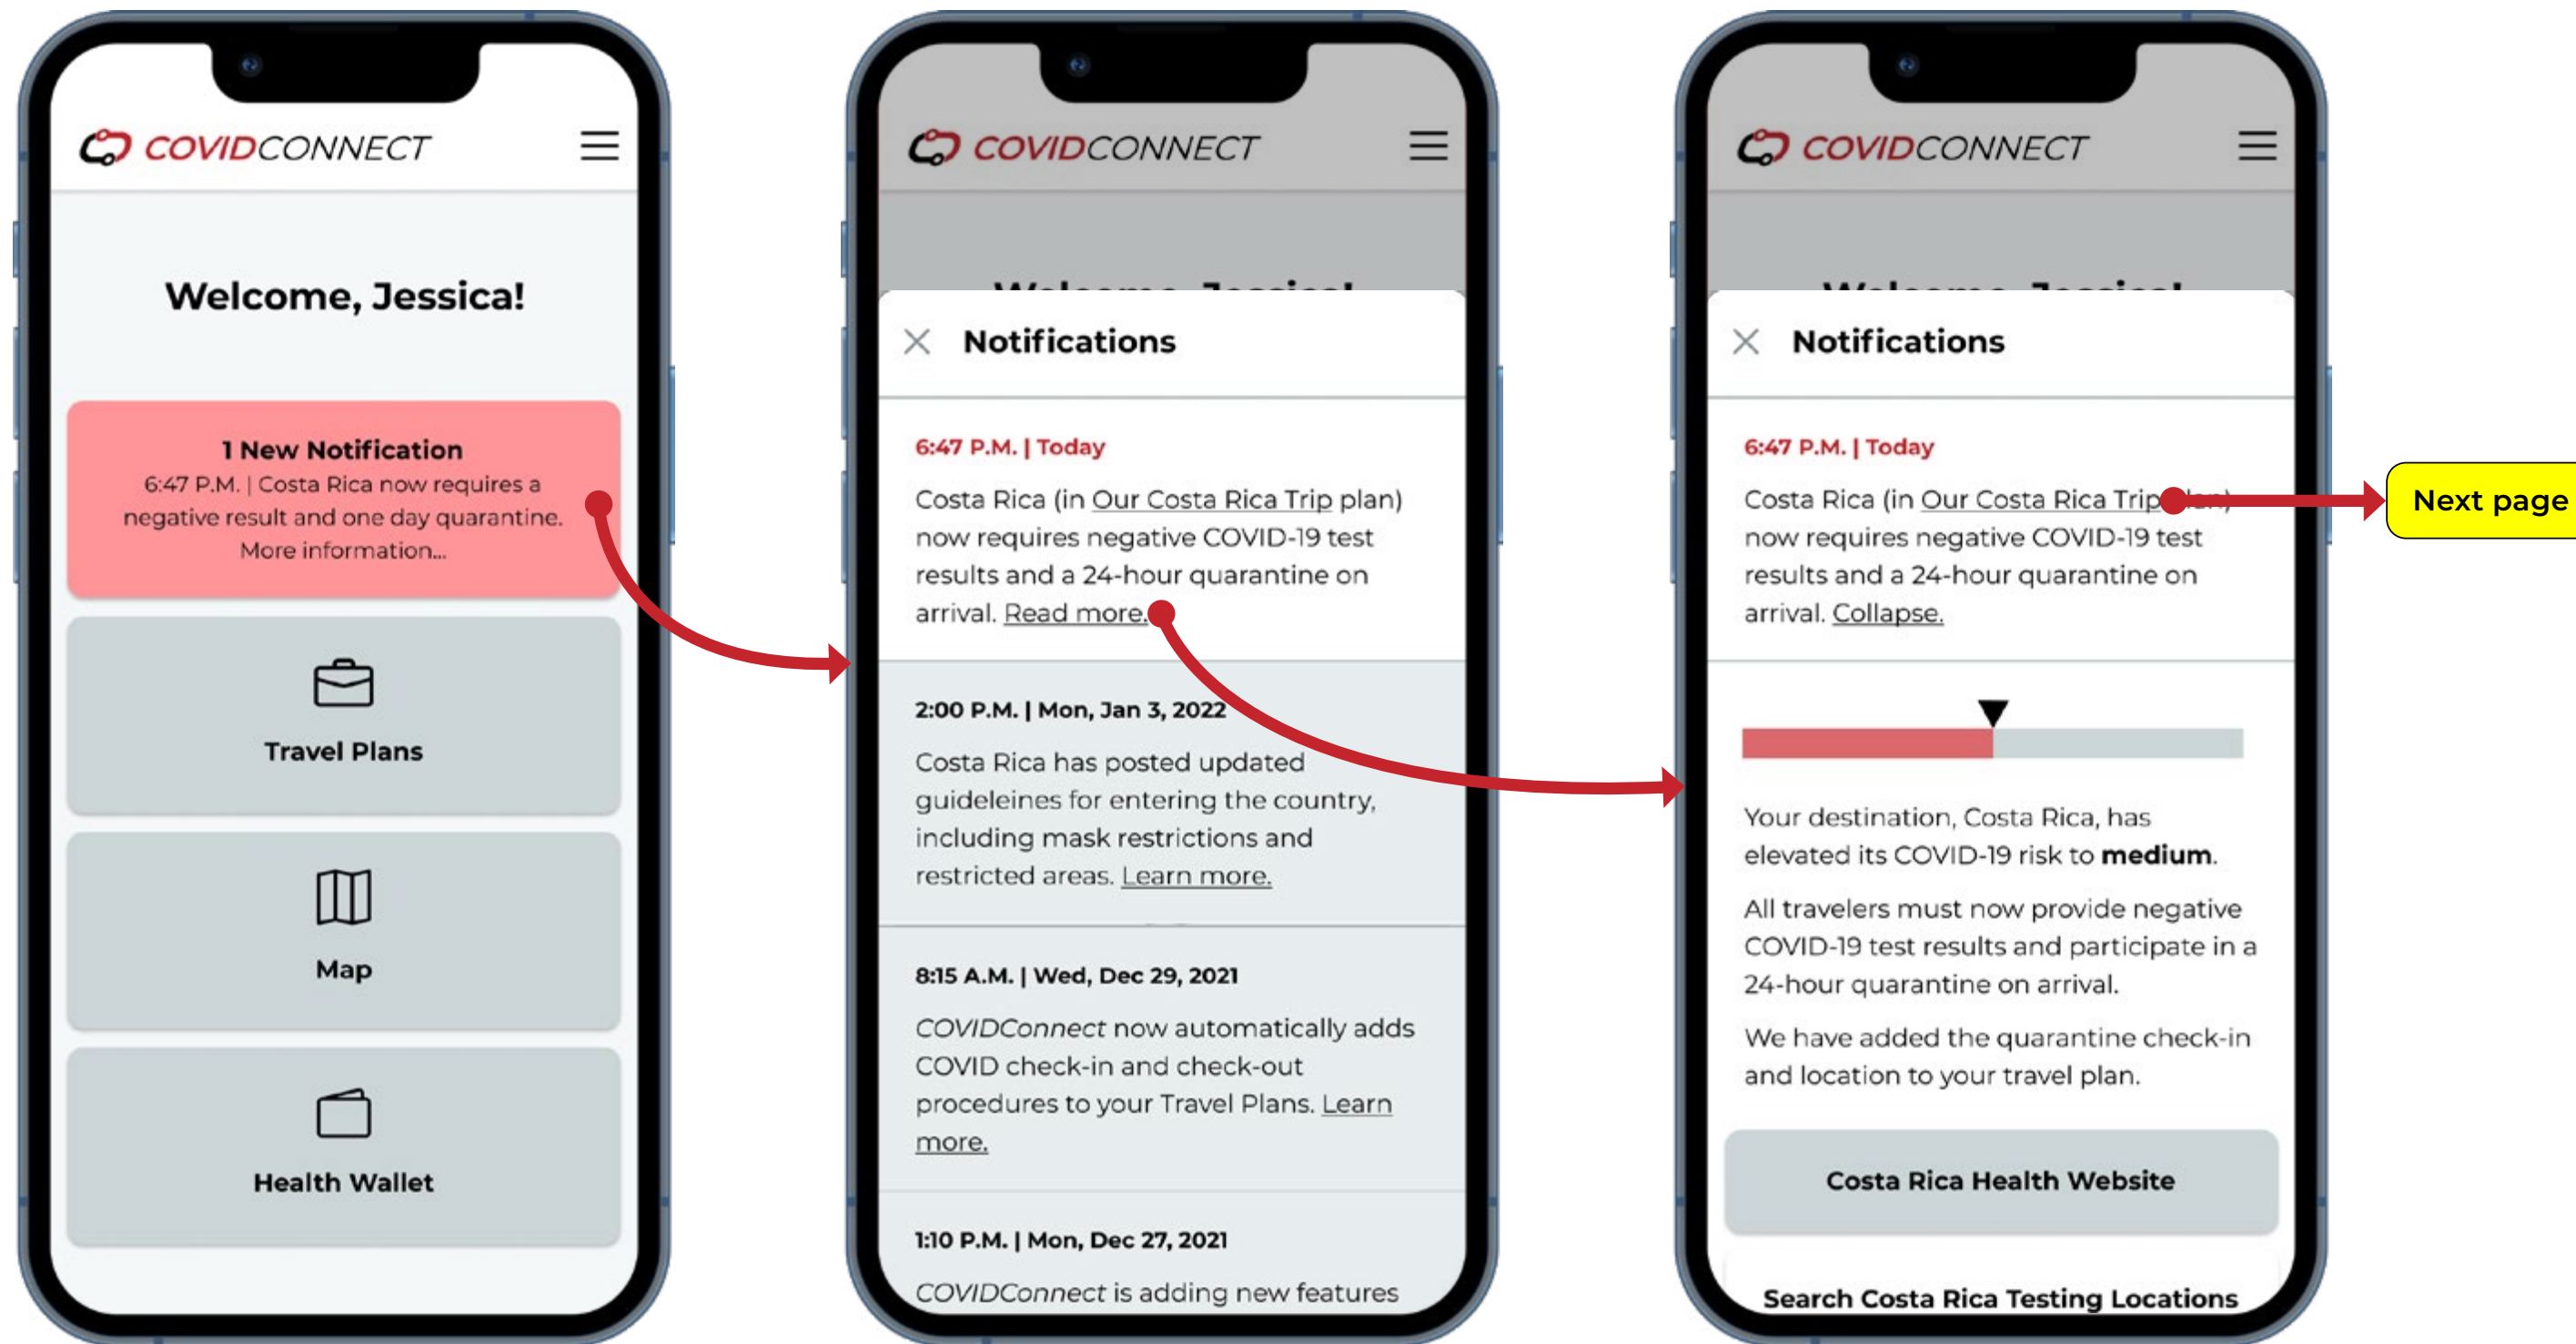 COVIDCONNECT
Welcome, Jessica!
1 New Notification
6:47 P.M. | Costa Rica now requires a
negative result and one day quarantine.
More information...
Travel Plans
Map
Health Wallet
COVIDCONNECT
Welcome, Jessica!
Notifications
6:47 P.M. | Today
Costa Rica (in Our Costa Rica Trip plan)
now requires negative COVID-19 test
results and a 24-hour quarantine on
arrival. Read more.
2:00 P.M. | Mon, Jan 3, 2022
Costa Rica has posted updated
guideleines for entering the country,
including mask restrictions and
restricted areas. Learn more.
8:15 A.M. | Wed, Dec 29, 2021
COVIDConnect now automatically adds
COVID check-in and check-out
procedures to your Travel Plans. Learn
more.
1:10 P.M. | Mon, Dec 27, 2021
COVIDConnect is adding new features
COVIDCONNECT
Welcome, Jessica!
Notifications
6:47 P.M. | Today
Costa Rica (in Our Costa Rica Trip plan)
now requires negative COVID-19 test
results and a 24-hour quarantine on
arrival. Collapse.
Your destination, Costa Rica, has
elevated its COVID-19 risk to medium.
All travelers must now provide negative
COVID-19 test results and participate in a
24-hour quarantine on arrival.
We have added the quarantine check-in
and location to your travel plan.
Costa Rica Health Website
Search Costa Rica Testing Locations
Next page